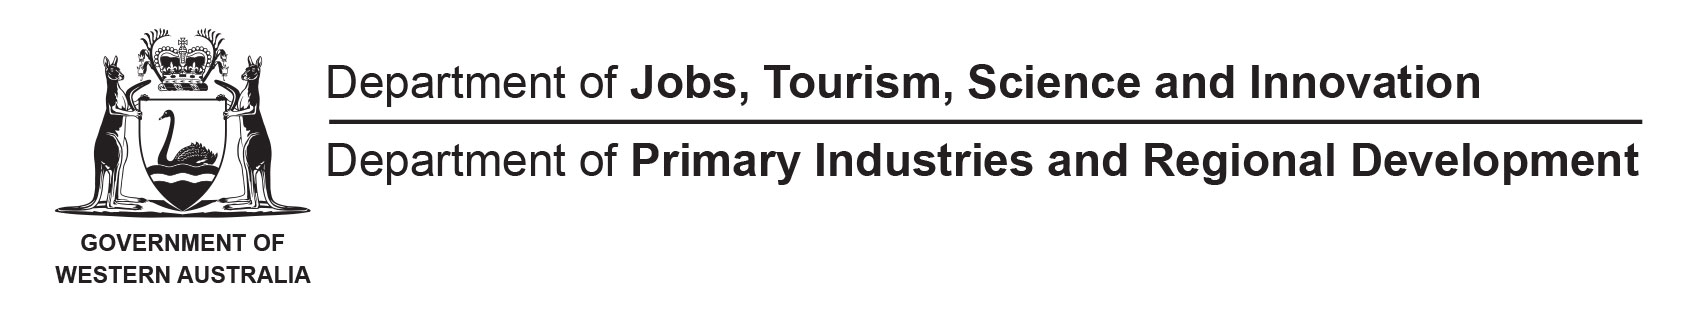 Department of Jobs, Tourism, Science and Innovation
Department of Primary Industries and Regional Development
GOVERNMENT OF
WESTERN AUSTRALIA